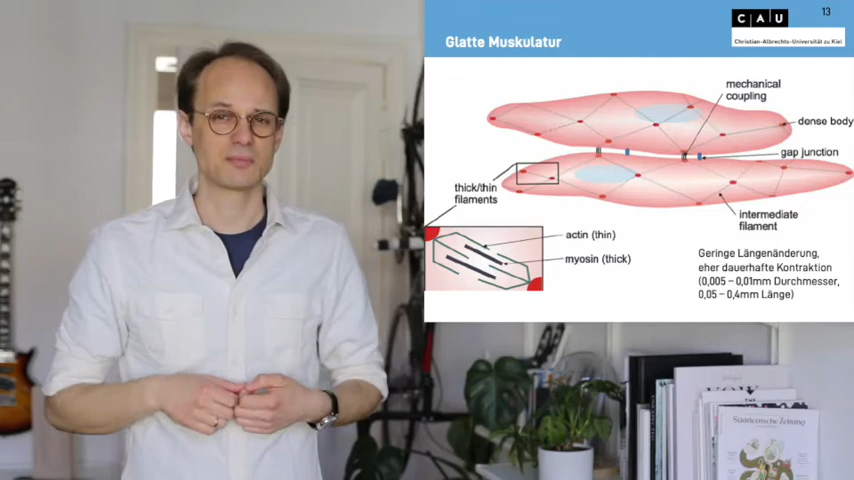 13
CAU
Christian-Albrechts-Universität zu Kiel
Glatte Muskulatur
mechanical
coupling
dense body
gap junction
thick/thin
filaments
intermediate
filament
actin (thin)
myosin (thick)
Geringe Längenänderung,
eher dauerhafte Kontraktion
(0,005 – 0,01mm Durchmesser,
0,05 – 0,4mm Länge)
Süddeutsche Zeitung